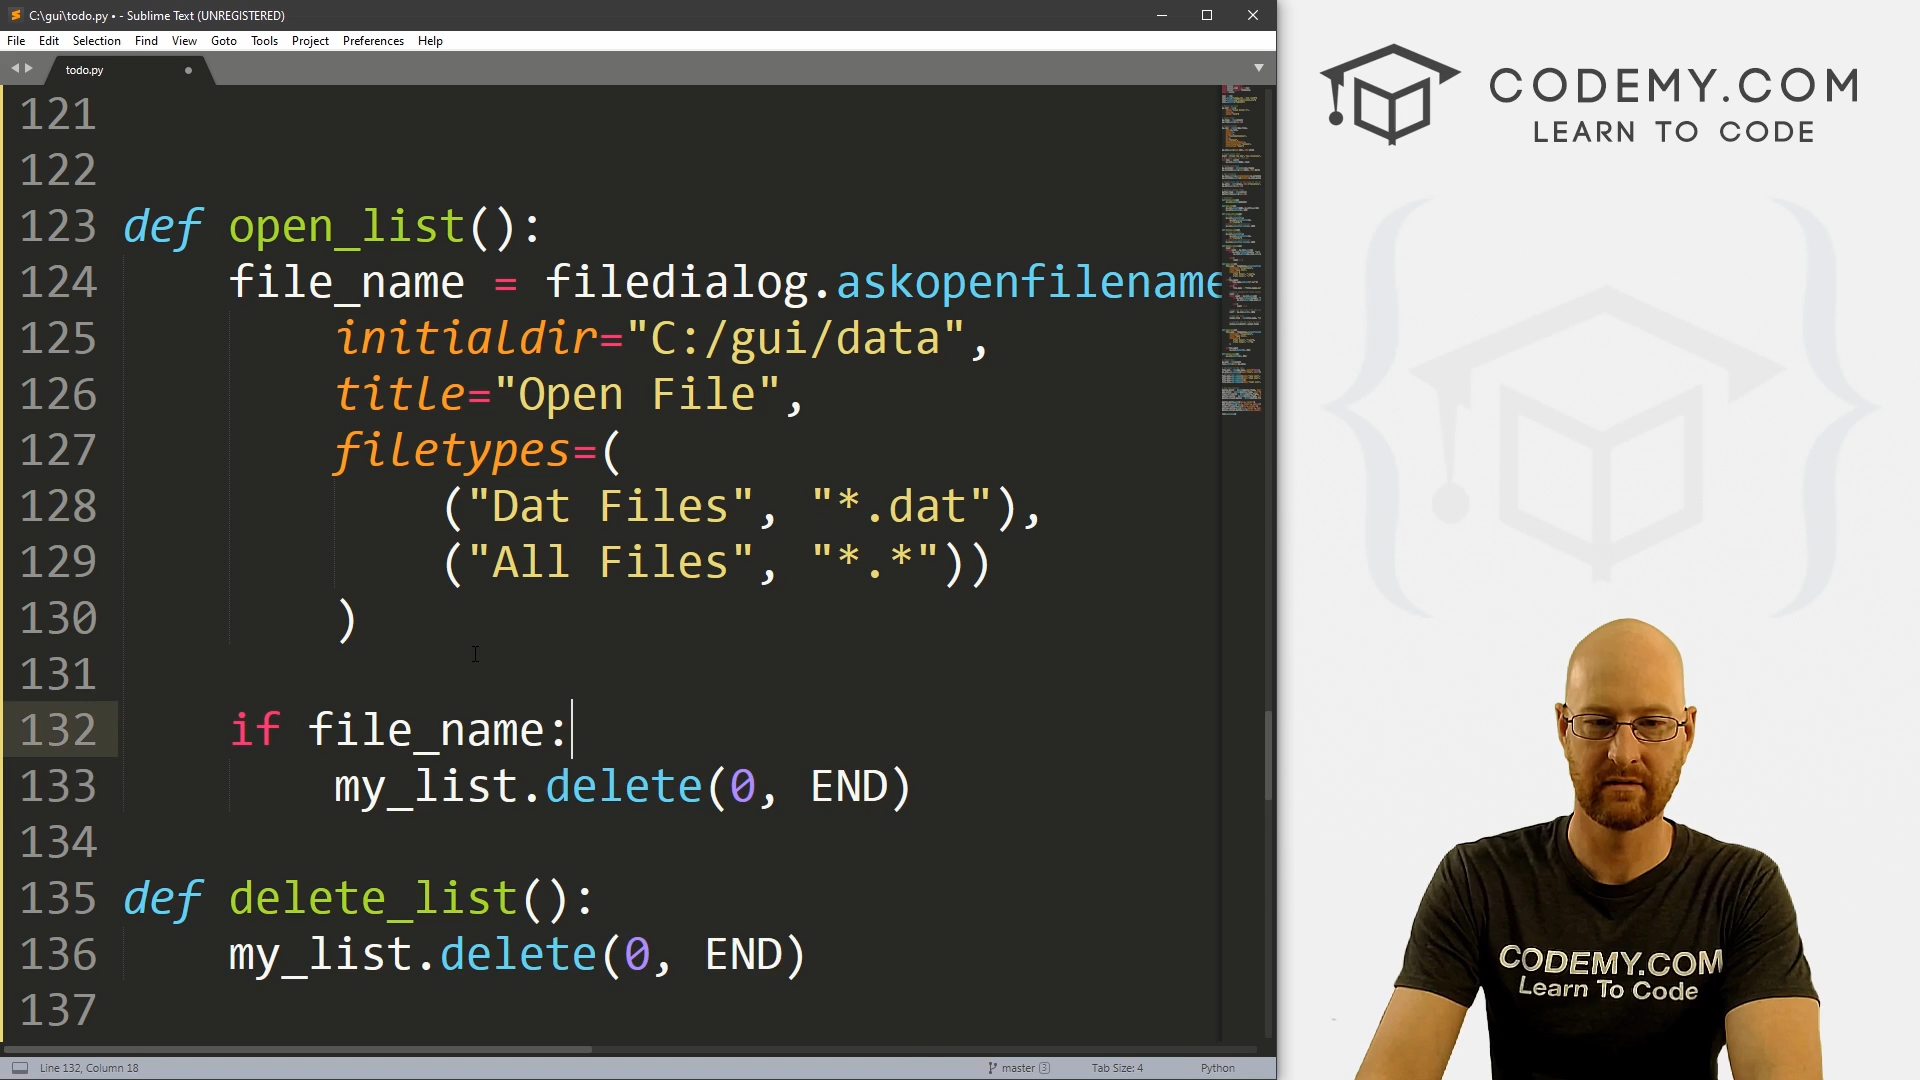 C:\gui\todo.py • - Sublime Text (UNREGISTERED)
File Edit Selection Find View Goto Tools Project Preferences Help
todo.py
121
122
123 def open_list():
124 file_name = filedialog.askopenfilename
125 initialdir="C:/gui/data",
126 title="Open File",
127 filetypes=(
128 ("Dat Files", "*.dat"),
129 ("All Files", "*.*"))
130 )
131
132 if file_name:
133 my_list.delete(0, END)
134
135 def delete_list():
136 my_list.delete(0, END)
137
Line 132, Column 18 master 3 Tab Size: 4 Python
CODEMY.COM
LEARN TO CODE
CODEMY.COM
Learn To Code